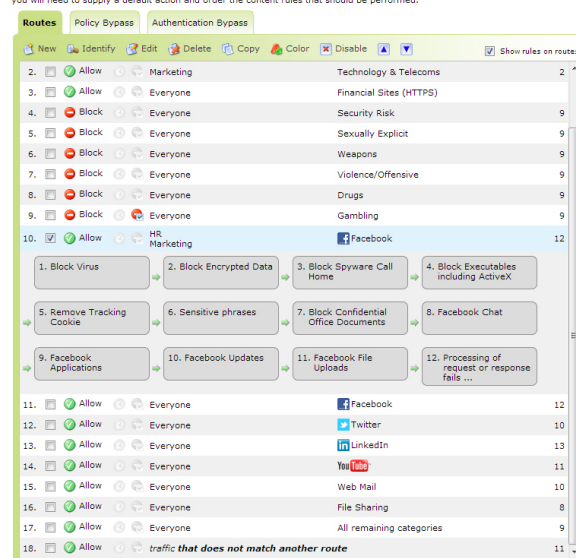 you will need to supply a default action and order the content rules that should be performed.
Routes Policy Bypass Authentication Bypass
New Identify Edit Delete Copy Color Disable Show rules on route
2. Allow Marketing Technology & Telecoms 2
3. Allow Everyone Financial Sites (HTTPS)
4. Block Everyone Security Risk 9
5. Block Everyone Sexually Explicit 9
6. Block Everyone Weapons 9
7. Block Everyone Violence/Offensive 9
8. Block Everyone Drugs 9
9. Block Everyone Gambling 9
10. Allow HR Facebook 12
Marketing
1. Block Virus 2. Block Encrypted Data 3. Block Spyware Call 4. Block Executables
Home including ActiveX
5. Remove Tracking 6. Sensitive phrases 7. Block Confidential 8. Facebook Chat
Cookie Office Documents
9. Facebook 10. Facebook Updates 11. Facebook File 12. Processing of
Applications Uploads request or response
fails ...
11. Allow Everyone Facebook 12
12. Allow Everyone Twitter 10
13. Allow Everyone LinkedIn 13
14. Allow Everyone YouTube 11
15. Allow Everyone Web Mail 10
16. Allow Everyone File Sharing 8
17. Allow Everyone All remaining categories 9
18. Allow traffic that does not match another route 11